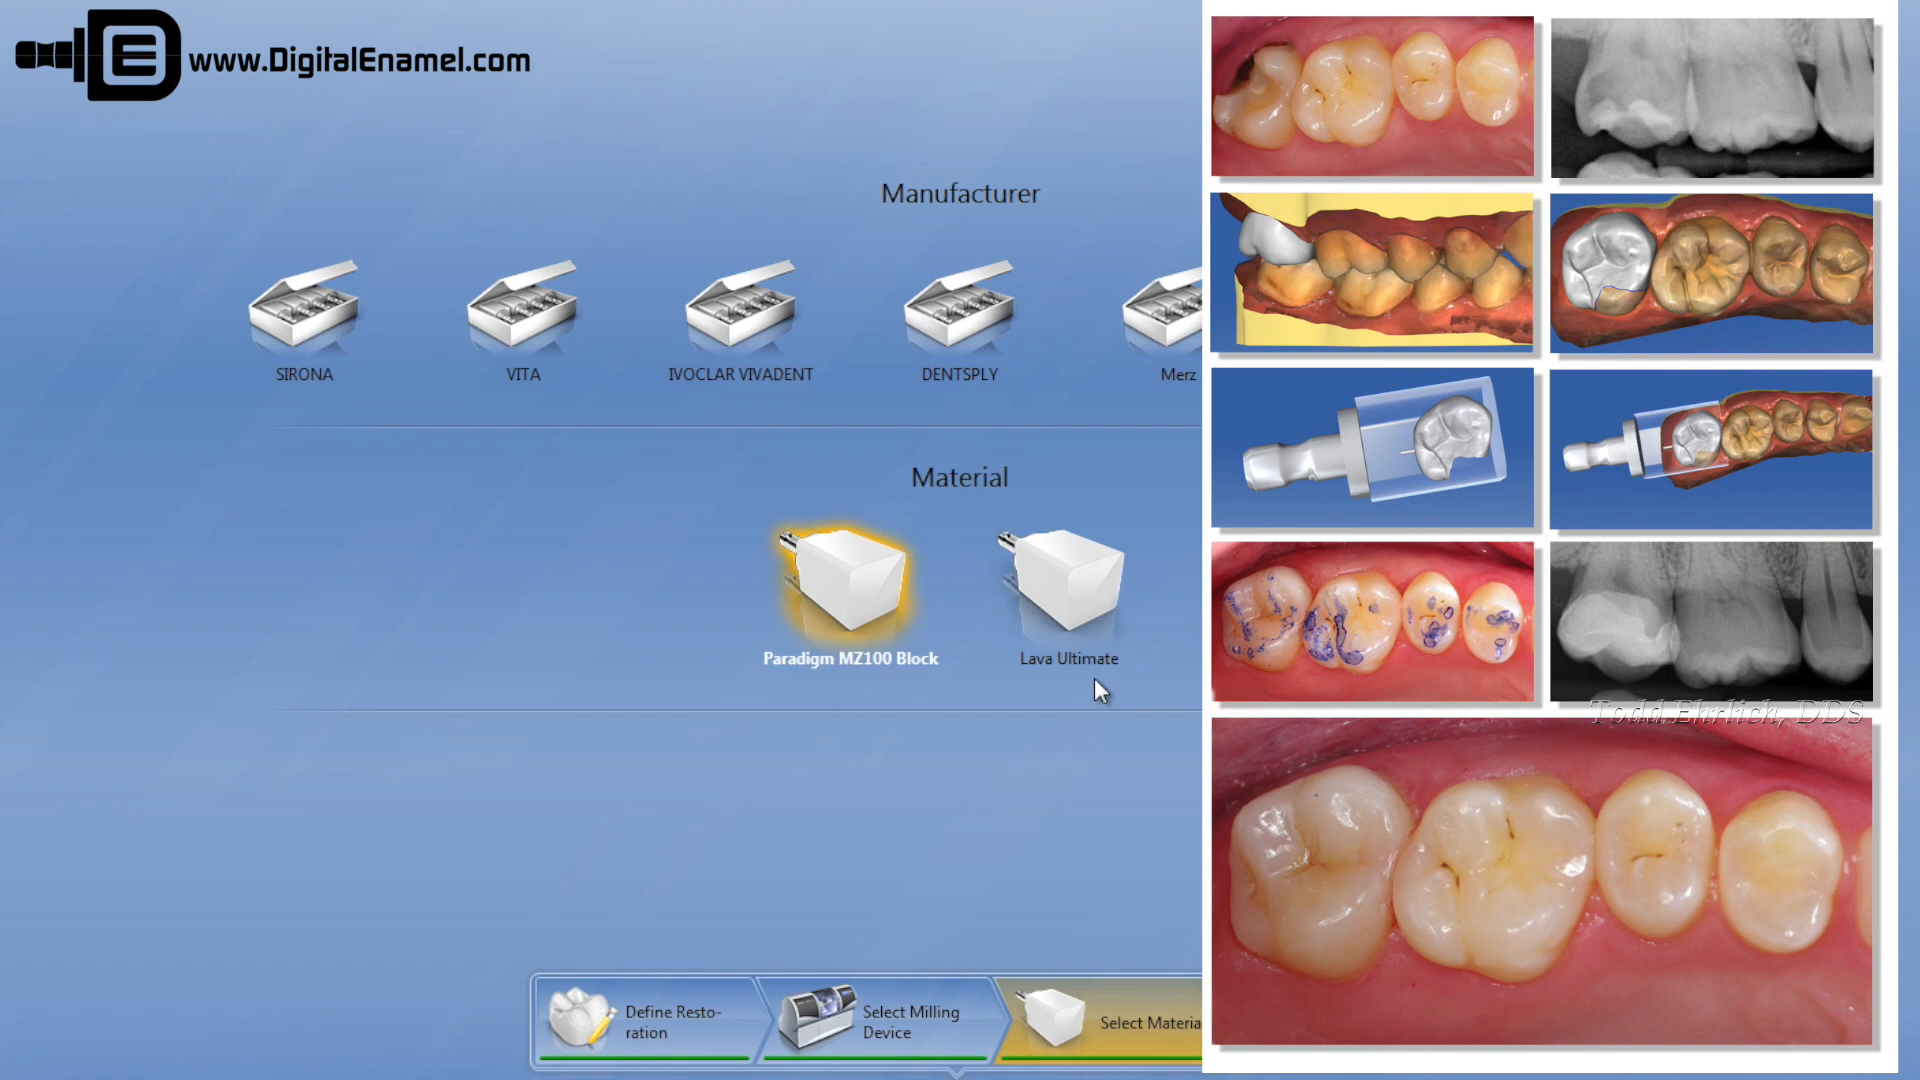 www.DigitalEnamel.com
Manufacturer
SIRONA
VITA
IVOCLAR VIVADENT
DENTSPLY
Merz
Material
Paradigm MZ100 Block
Lava Ultimate
Todd Ehrlich, DDS
Define Resto-
ration
Select Milling
Device
Select Materia